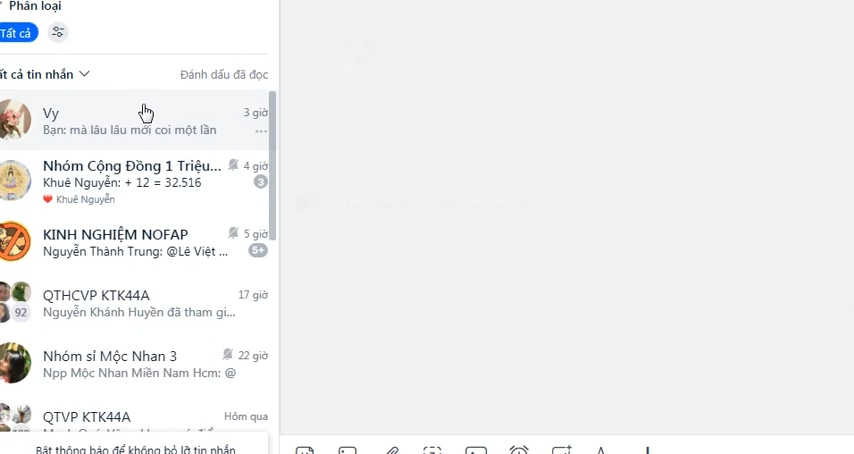 Phân loại
Tất cả
ất cả tin nhắn
Đánh dấu đã đọc
Vy
3 giờ
Bạn: mà lâu lâu mới coi một lần
Nhóm Cộng Đồng 1 Triệu...
4 giờ
Khuê Nguyễn: + 12 = 32.516
3
Khuê Nguyễn
KINH NGHIỆM NOFAP
5 giờ
Nguyễn Thành Trung: @Lê Việt ...
5+
QTHCVP KTK44A
17 giờ
92
Nguyễn Khánh Huyền đã tham gi...
Nhóm sỉ Mộc Nhan 3
22 giờ
Npp Mộc Nhan Miền Nam Hcm: @
QTVP KTK44A
Hôm qua
Bật thông báo để không bỏ lỡ tin nhắn